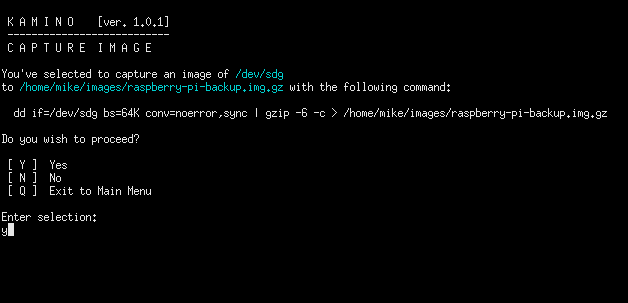 K A M I N O [ver. 1.0.1]
---------------------------
C A P T U R E I M A G E
You've selected to capture an image of /dev/sdg
to /home/mike/images/raspberry-pi-backup.img.gz with the following command:
dd if=/dev/sdg bs=64K conv=noerror,sync | gzip -6 -c > /home/mike/images/raspberry-pi-backup.img.gz
Do you wish to proceed?
[ Y ] Yes
[ N ] No
[ Q ] Exit to Main Menu
Enter selection:
y